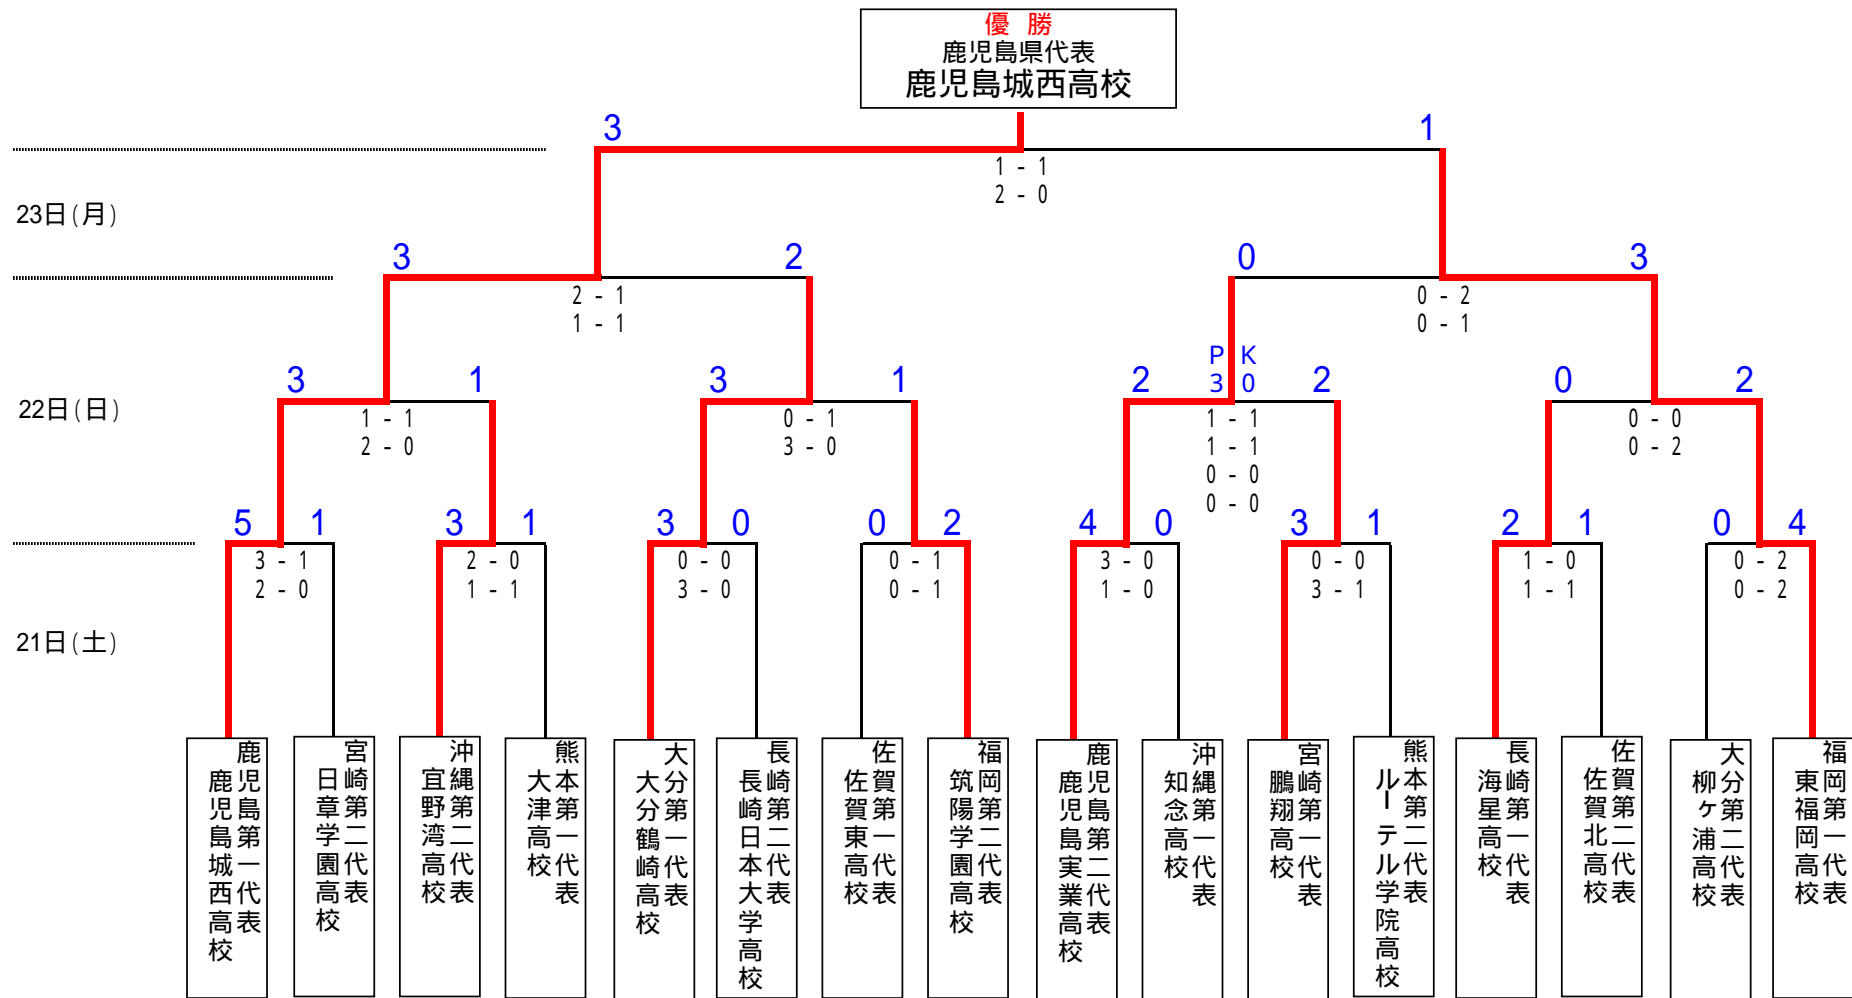 優 勝
鹿児島県代表
鹿児島城西高校
3 1
1 - 1
2 - 0
23日(月)
3 2 0 3
2 - 1 0 - 2
1 - 1 0 - 1
P K
3 1 3 1 2 3 0 2 0 2
22日(日)
1 - 1 0 - 1 1 - 1 0 - 0
2 - 0 3 - 0 1 - 1 0 - 2
0 - 0
0 - 0
5 1 3 1 3 0 0 2 4 0 3 1 2 1 0 4
3 - 1 2 - 0 0 - 0 0 - 1 3 - 0 0 - 0 1 - 0 0 - 2
2 - 0 1 - 1 3 - 0 0 - 1 1 - 0 3 - 1 1 - 1 0 - 2
21日(土)
鹿児島第一代表
鹿児島城西高校
宮崎第二代表
日章学園高校
沖縄第二代表
宜野湾高校
熊本第一代表
大津高校
大分第一代表
大分鶴崎高校
長崎第二代表
長崎日本大学高校
佐賀第一代表
佐賀東高校
福岡第二代表
筑陽学園高校
鹿児島第二代表
鹿児島実業高校
沖縄第一代表
知念高校
宮崎第一代表
鵬翔高校
熊本第二代表
ルーテル学院高校
長崎第一代表
海星高校
佐賀第二代表
佐賀北高校
大分第二代表
柳ヶ浦高校
福岡第一代表
東福岡高校